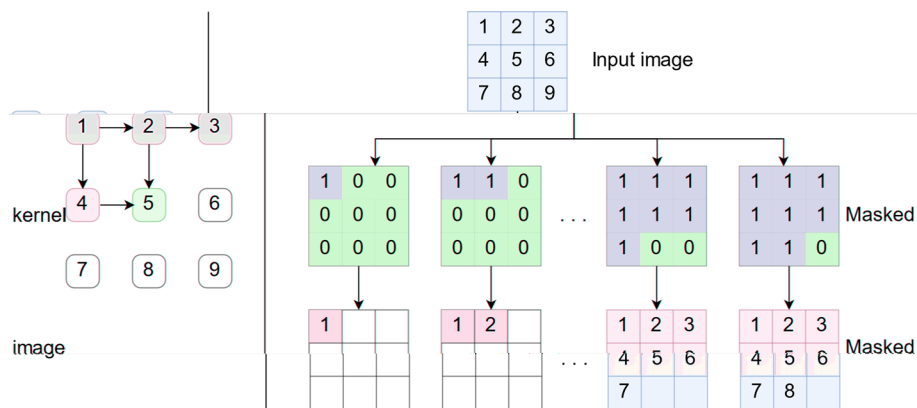 1 2 3
4 5 6 Input image
7 8 9
1 2 3
4 5 6
7 8 9
kernel
image
1 0 0 1 1 0 1 1 1 1 1 1
0 0 0 0 0 0 ... 1 1 1 1 1 1 Masked
0 0 0 0 0 0 1 0 0 1 1 0
1 1 2 1 2 3 1 2 3 Masked
... 4 5 6 4 5 6
7 7 8